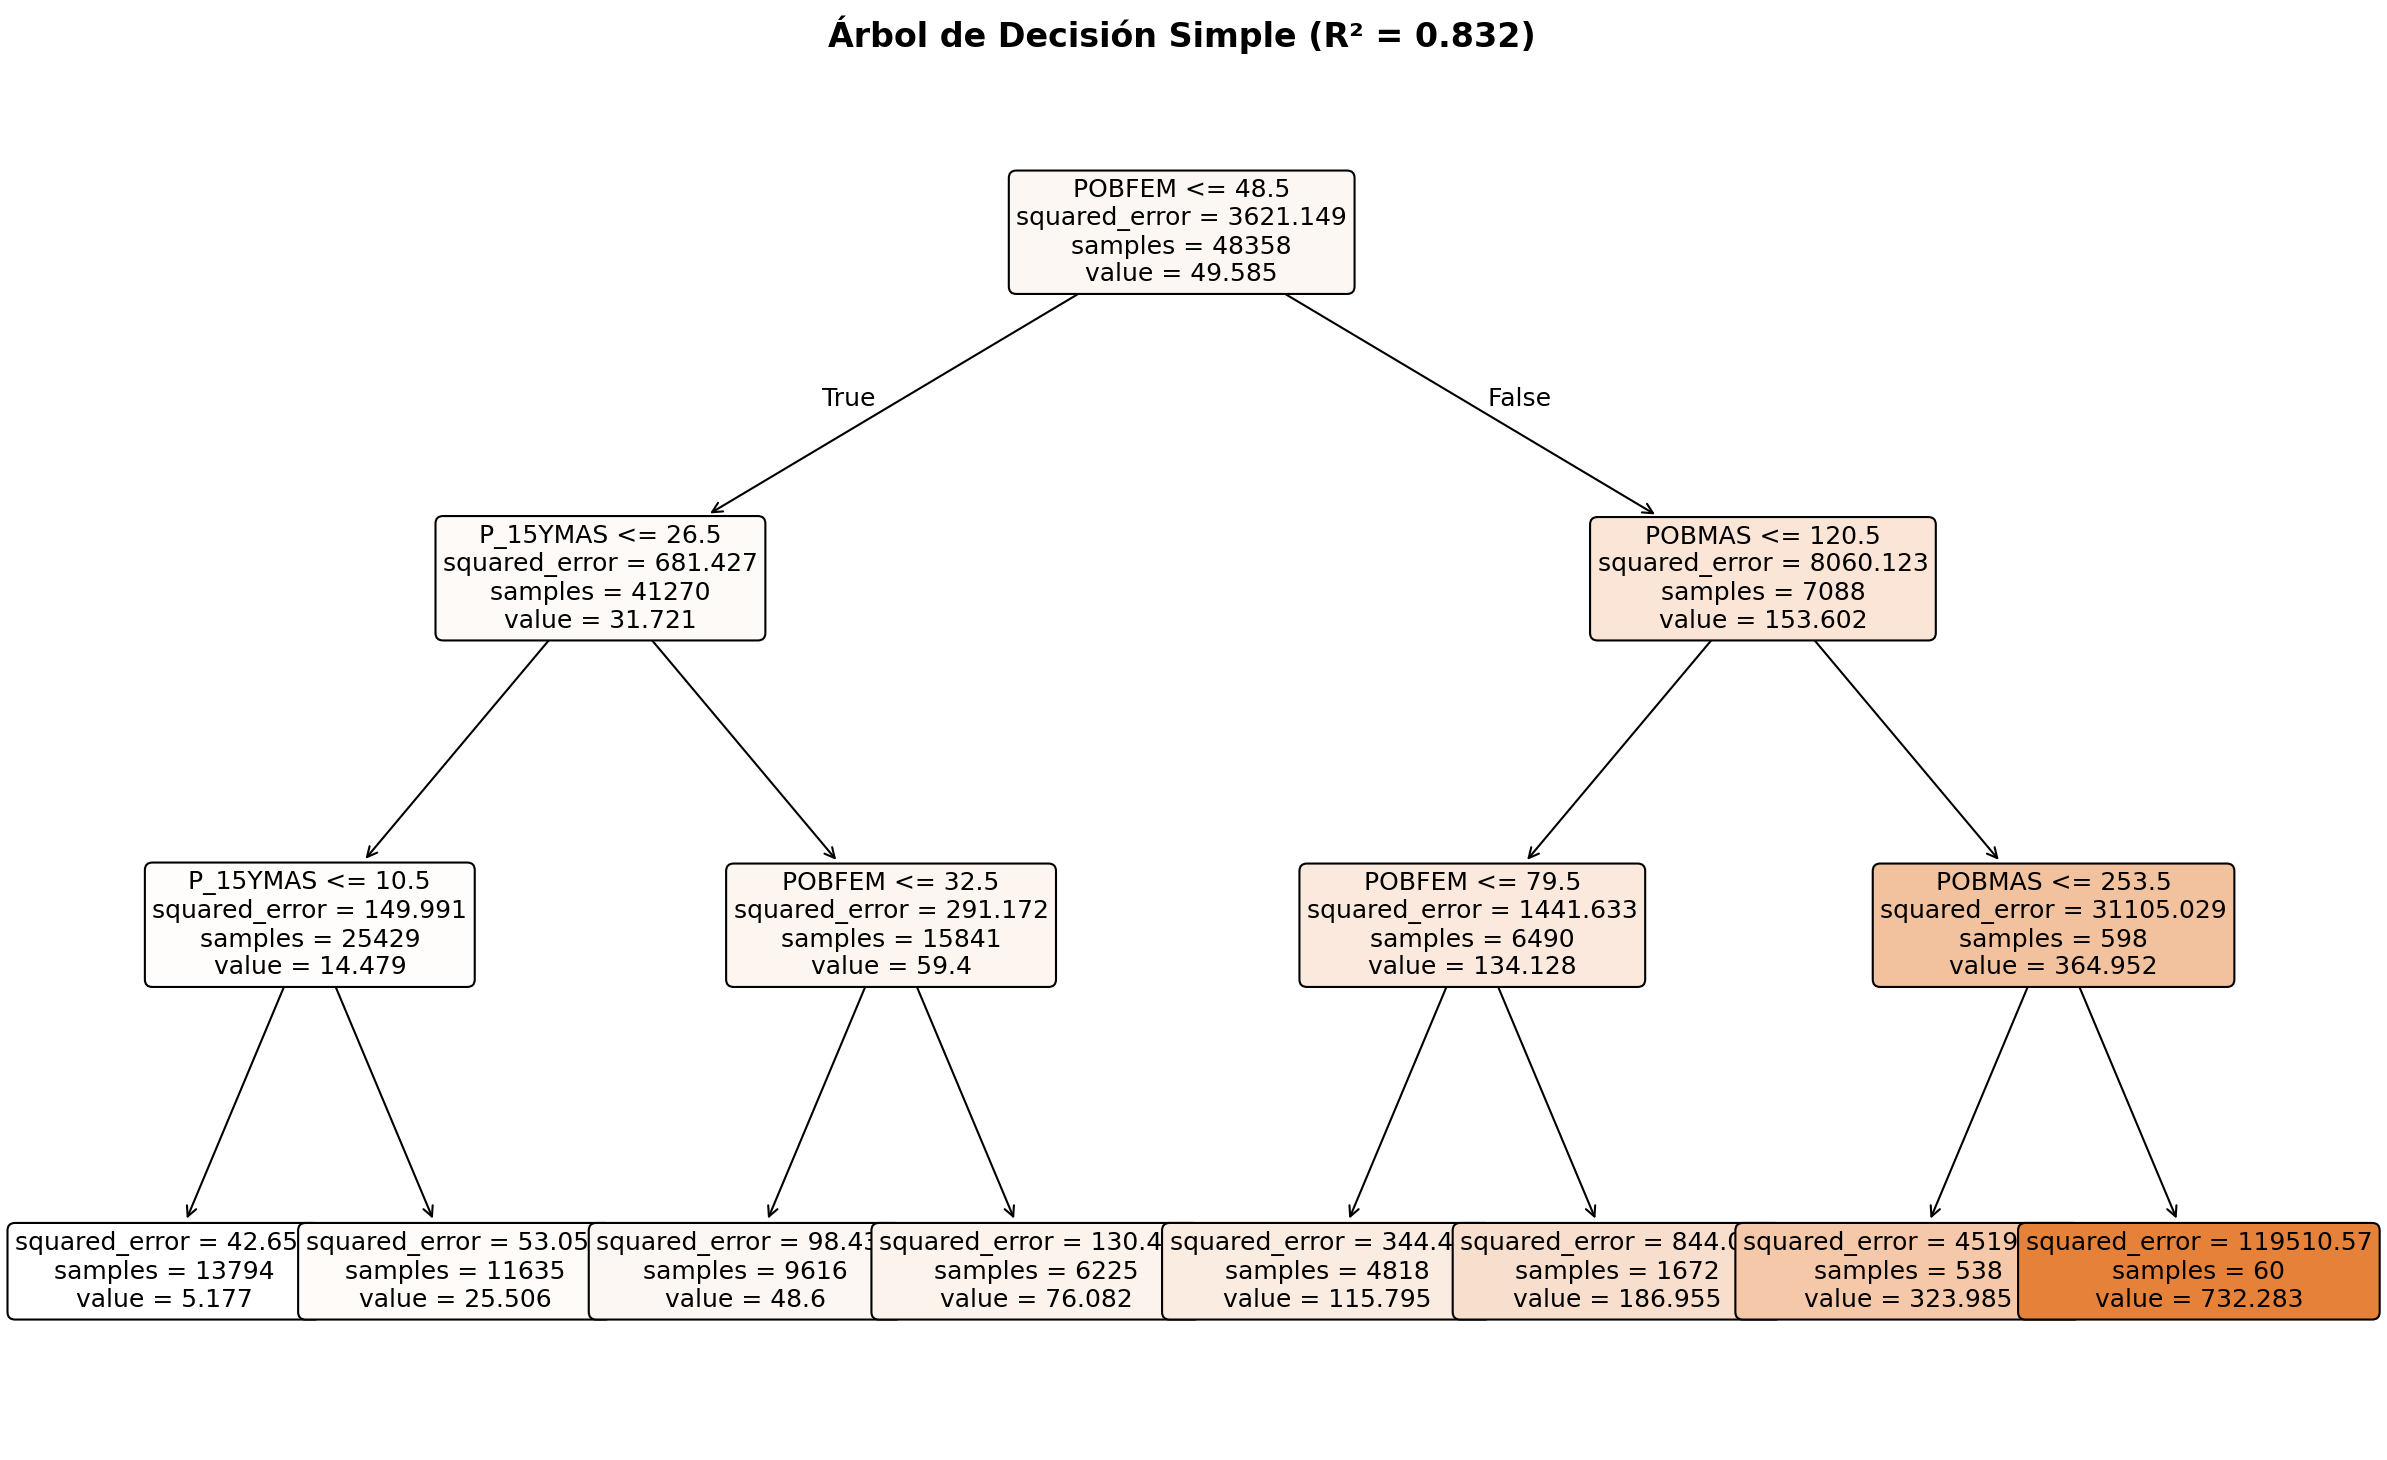 Árbol de Decisión Simple (R² = 0.832)
POBFEM <= 48.5
squared_error = 3621.149
samples = 48358
value = 49.585
True
False
P_15YMAS <= 26.5
squared_error = 681.427
samples = 41270
value = 31.721
POBMAS <= 120.5
squared_error = 8060.123
samples = 7088
value = 153.602
P_15YMAS <= 10.5
squared_error = 149.991
samples = 25429
value = 14.479
POBFEM <= 32.5
squared_error = 291.172
samples = 15841
value = 59.4
POBFEM <= 79.5
squared_error = 1441.633
samples = 6490
value = 134.128
POBMAS <= 253.5
squared_error = 31105.029
samples = 598
value = 364.952
squared_error = 42.65
samples = 13794
value = 5.177
squared_error = 53.05
samples = 11635
value = 25.506
squared_error = 98.43
samples = 9616
value = 48.6
squared_error = 130.4
samples = 6225
value = 76.082
squared_error = 344.4
samples = 4818
value = 115.795
squared_error = 844.0
samples = 1672
value = 186.955
squared_error = 4519
samples = 538
value = 323.985
squared_error = 119510.57
samples = 60
value = 732.283